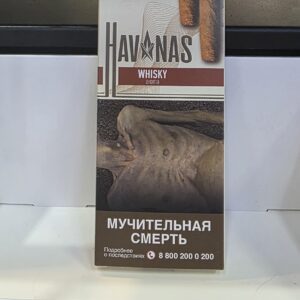 HAVANAS
WHISKY
МУЧИТЕЛЬНАЯ
СМЕРТЬ
Подробнее
о последствиях 8 800 200 0 200